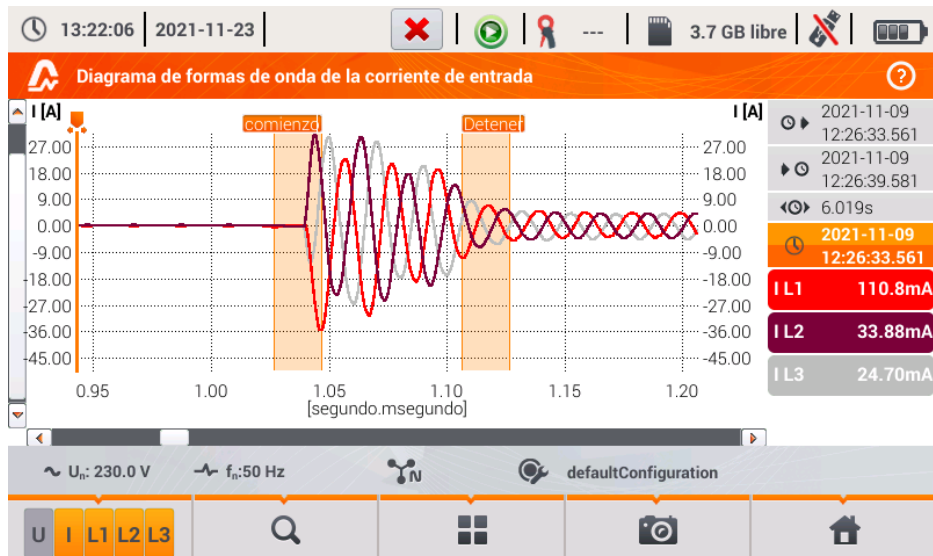 13:22:06 2021-11-23 --- 3.7 GB libre
Diagrama de formas de onda de la corriente de entrada
I [A] I [A]
comienzo Detener
27.00 27.00
18.00 18.00
9.00 9.00
0.00 0.00
-9.00 -9.00
-18.00 -18.00
-27.00 -27.00
-36.00 -36.00
-45.00 -45.00
0.95 1.00 1.05 1.10 1.15 1.20
[segundo.msegundo]
2021-11-09
12:26:33.561
2021-11-09
12:26:39.581
6.019s
2021-11-09
12:26:33.561
I L1 110.8mA
I L2 33.88mA
I L3 24.70mA
Un: 230.0 V fn:50 Hz N defaultConfiguration
U I L1 L2 L3